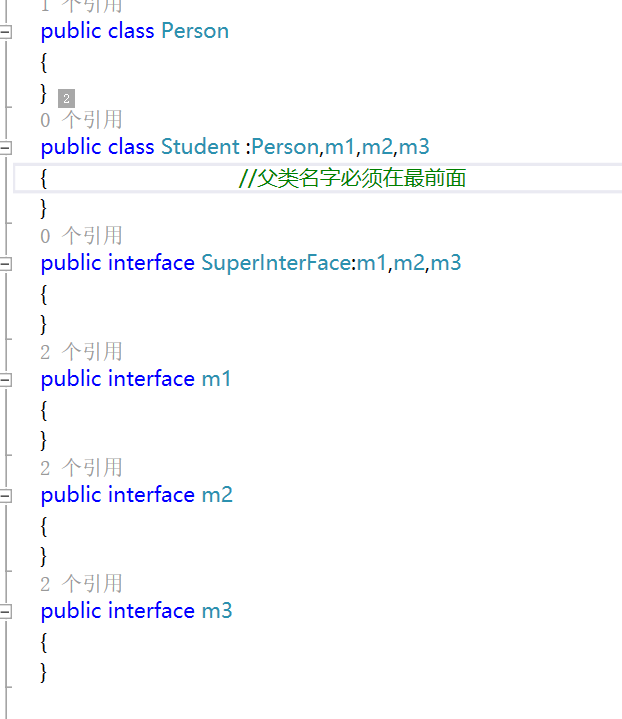 1 个引用
public class Person
{
} 2
0 个引用
public class Student :Person,m1,m2,m3
{ //父类名字必须在最前面
}
0 个引用
public interface SuperInterFace:m1,m2,m3
{
}
2 个引用
public interface m1
{
}
2 个引用
public interface m2
{
}
2 个引用
public interface m3
{
}